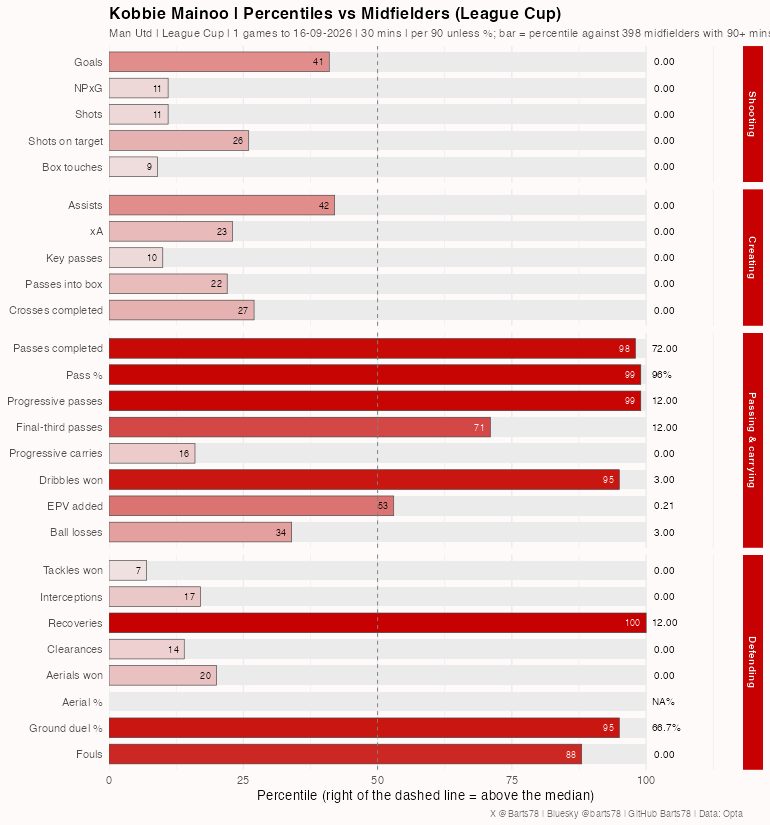 Kobbie Mainoo | Percentiles vs Midfielders (League Cup)
Man Utd | League Cup | 1 games to 16-09-2026 | 30 mins | per 90 unless %; bar = percentile against 398 midfielders with 90+ mins
Goals 41 0.00
NPxG 11 0.00
Shots 11 0.00
Shots on target 26 0.00
Box touches 9 0.00
Shooting
Assists 42 0.00
xA 23 0.00
Key passes 10 0.00
Passes into box 22 0.00
Crosses completed 27 0.00
Creating
Passes completed 98 72.00
Pass % 99 96%
Progressive passes 99 12.00
Final-third passes 71 12.00
Progressive carries 16 0.00
Dribbles won 95 3.00
EPV added 53 0.21
Ball losses 34 3.00
Passing & carrying
Tackles won 7 0.00
Interceptions 17 0.00
Recoveries 100 12.00
Clearances 14 0.00
Aerials won 20 0.00
Aerial % NA%
Ground duel % 95 66.7%
Fouls 88 0.00
Defending
0 25 50 75 100
Percentile (right of the dashed line = above the median)
X @Barts78 | Bluesky @barts78 | GitHub Barts78 | Data: Opta